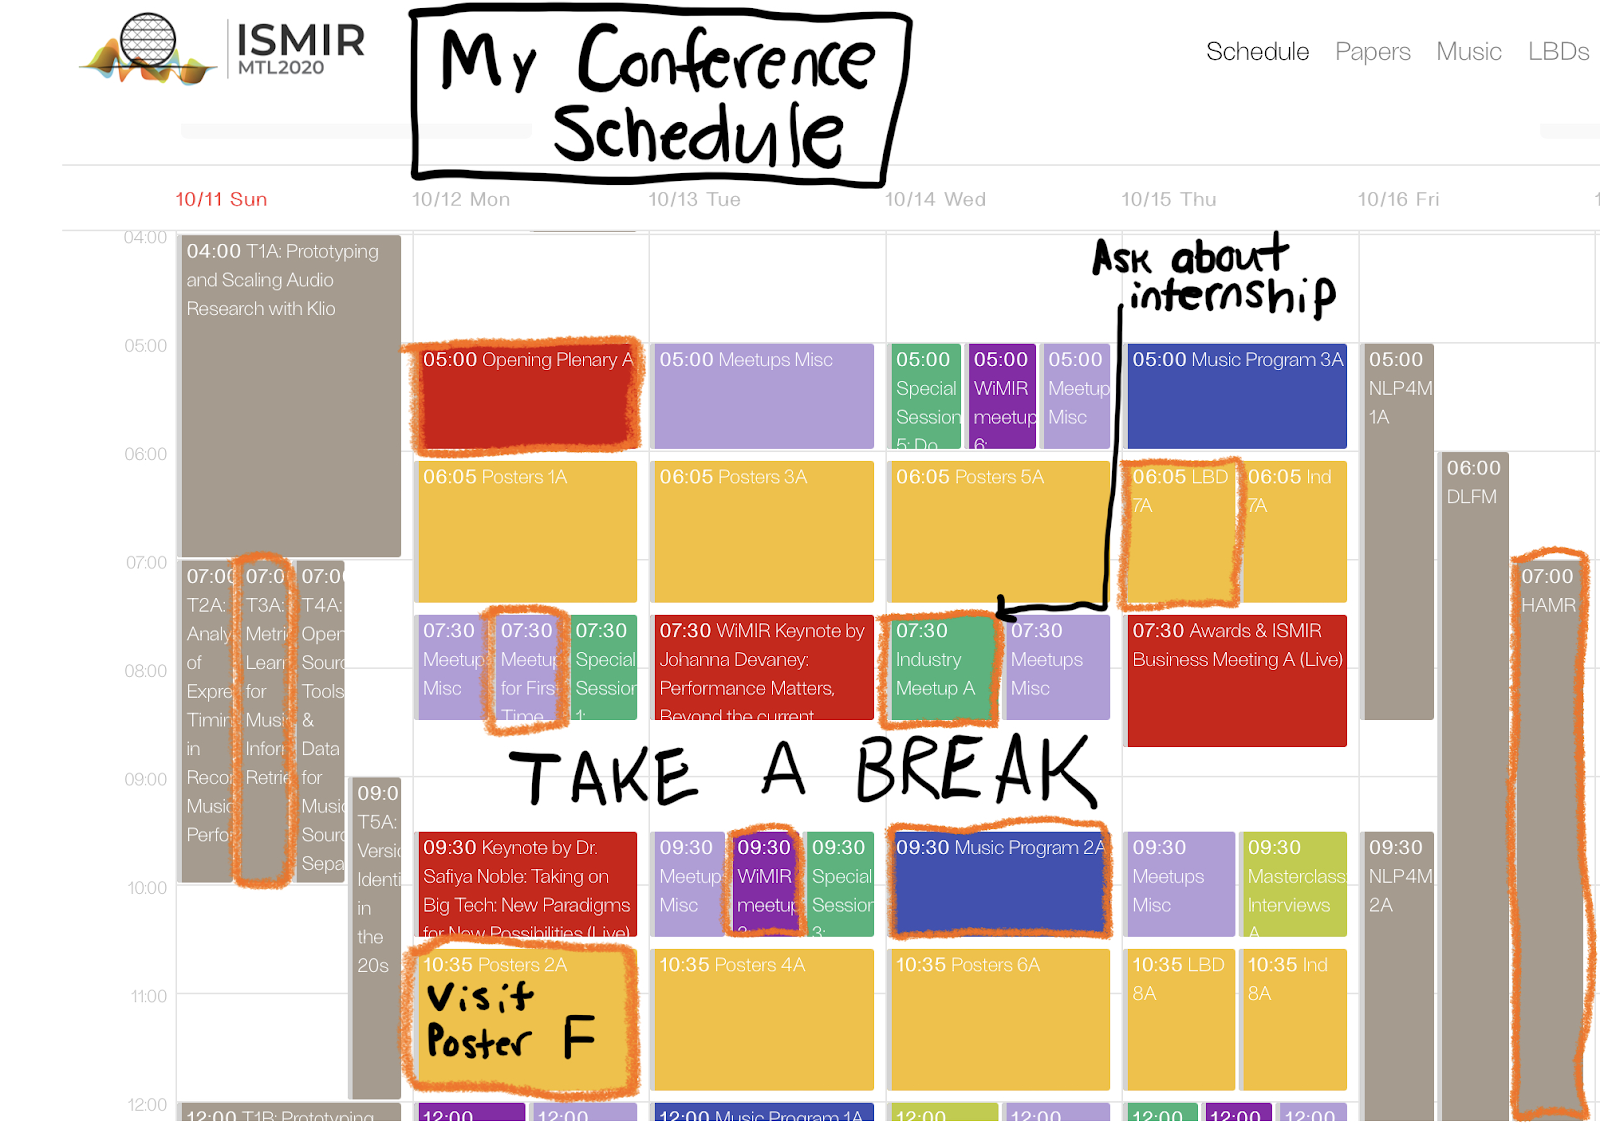 ISMIR
MTL2020
My Conference
Schedule
Schedule Papers Music LBDs
10/11 Sun 10/12 Mon 10/13 Tue 10/14 Wed 10/15 Thu 10/16 Fri
04:00
05:00
06:00
07:00
08:00
09:00
10:00
11:00
12:00
04:00 T1A: Prototyping
and Scaling Audio
Research with Klio
07:00
T2A:
Analy
of
Expre
Timin
in
Reco
Music
Perfo
07:0
T3A:
Metri
Learn
for
Musi
Infor
Retrie
07:0
T4A:
Open
Sourc
Tools
&
Data
for
Music
Sourc
Sepa
09:0
T5A:
Versi
Identi
in
the
20s
12:00 T1B: Prototyping
05:00 Opening Plenary A
06:05 Posters 1A
07:30
Meetup
Misc
07:30
Meetup
for Firs
Time
07:30
Special
Session
1:
TAKE A BREAK
09:30 Keynote by Dr.
Safiya Noble: Taking on
Big Tech: New Paradigms
for New Possibilities (Live)
10:35 Posters 2A
Visit
Poster F
12:00
12:00
05:00 Meetups Misc
06:05 Posters 3A
07:30 WiMIR Keynote by
Johanna Devaney:
Performance Matters,
Beyond the current
09:30
Meetup
Misc
09:30
WiMIR
meetup
09:30
Special
Session
3:
10:35 Posters 4A
12:00 Music Program 1A
05:00
Special
Session
5: Do
05:00
WiMIR
meetup
6:
05:00
Meetup
Misc
06:05 Posters 5A
Ask about
internship
07:30
Industry
Meetup A
07:30
Meetups
Misc
09:30 Music Program 2A
10:35 Posters 6A
12:00
12:00
05:00 Music Program 3A
06:05 LBD
7A
06:05 Ind
7A
07:30 Awards & ISMIR
Business Meeting A (Live)
09:30
Meetups
Misc
09:30
Masterclass
Interviews
A
10:35 LBD
8A
10:35 Ind
8A
12:00
12:00
12:00
05:00
NLP4M
1A
06:00
DLFM
07:00
HAMR
09:30
NLP4M
2A